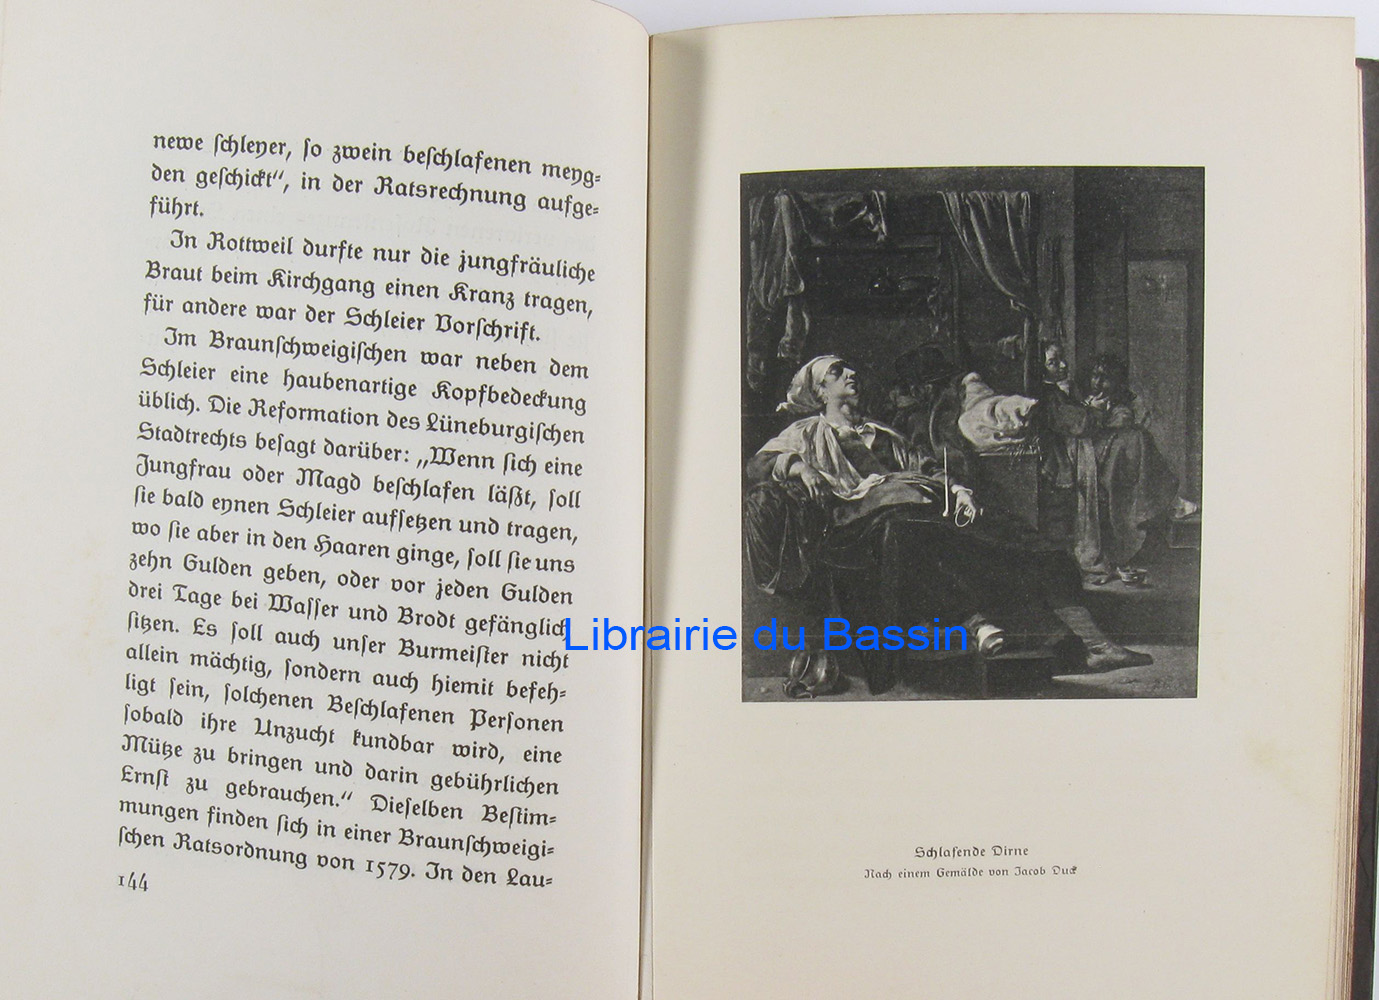 newe schleyer, so zwein beschlafenen meyg=
den geschickt“, in der Ratsrechnung aufge=
führt.
In Rottweil durfte nur die jungfräuliche
Braut beim Kirchgang einen Kranz tragen,
für andere war der Schleier Vorschrift.
Im Braunschweigischen war neben dem
Schleier eine haubenartige Kopfbedeckung
üblich. Die Reformation des Lüneburgischen
Stadtrechts besagt darüber: „Wenn sich eine
Jungfrau oder Magd beschlafen läßt, soll
sie bald eynen Schleier aufsetzen und tragen,
wo sie aber in den Haaren ginge, soll sie uns
zehn Gulden geben, oder vor jeden Gulden
drei Tage bei Wasser und Brodt gefänglich
sitzen. Es soll auch unser Burmeister nicht
allein mächtig, sondern auch hiemit befeh=
ligt sein, solchenen Beschlafenen Personen
sobald ihre Unzucht kundbar wird, eine
Mütze zu bringen und darin gebührlichen
Ernst zu gebrauchen.“ Dieselben Bestim=
mungen finden sich in einer Braunschweigi=
schen Ratsordnung von 1579. In den Lau=
144
Librairie du Bassin
Schlafende Dirne
Nach einem Gemälde von Jacob Duck